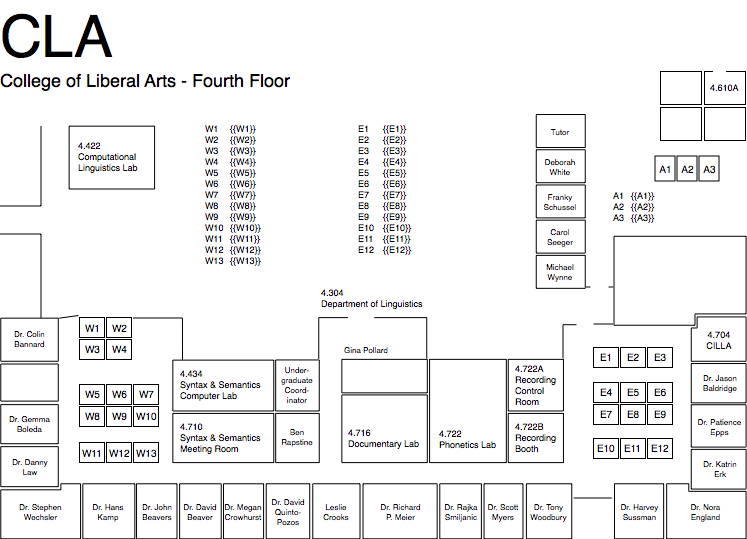 CLA
College of Liberal Arts - Fourth Floor
4.610A
4.422
Computational
Linguistics Lab
W1 {{W1}}
W2 {{W2}}
W3 {{W3}}
W4 {{W4}}
W5 {{W5}}
W6 {{W6}}
W7 {{W7}}
W8 {{W8}}
W9 {{W9}}
W10 {{W10}}
W11 {{W11}}
W12 {{W12}}
W13 {{W13}}
E1 {{E1}}
E2 {{E2}}
E3 {{E3}}
E4 {{E4}}
E5 {{E5}}
E6 {{E6}}
E7 {{E7}}
E8 {{E8}}
E9 {{E9}}
E10 {{E10}}
E11 {{E11}}
E12 {{E12}}
Tutor
Deborah
White
Franky
Schussel
Carol
Seeger
Michael
Wynne
A1 A2 A3
A1 {{A1}}
A2 {{A2}}
A3 {{A3}}
4.304
Department of Linguistics
Dr. Colin
Bannard
W1 W2
W3 W4
W5 W6 W7
W8 W9 W10
W11 W12 W13
Dr. Gemma
Boleda
Dr. Danny
Law
4.434
Syntax & Semantics
Computer Lab
Under-
graduate
Coord-
inator
4.710
Syntax & Semantics
Meeting Room
Ben
Rapstine
Gina Pollard
4.716
Documentary Lab
4.722
Phonetics Lab
4.722A
Recording
Control
Room
4.722B
Recording
Booth
E1 E2 E3
E4 E5 E6
E7 E8 E9
E10 E11 E12
4.704
CILLA
Dr. Jason
Baldridge
Dr. Patience
Epps
Dr. Katrin
Erk
Dr. Stephen
Wechsler
Dr. Hans
Kamp
Dr. John
Beavers
Dr. David
Beaver
Dr. Megan
Crowhurst
Dr. David
Quinto-
Pozos
Leslie
Crooks
Dr. Richard
P. Meier
Dr. Rajka
Smiljanic
Dr. Scott
Myers
Dr. Tony
Woodbury
Dr. Harvey
Sussman
Dr. Nora
England